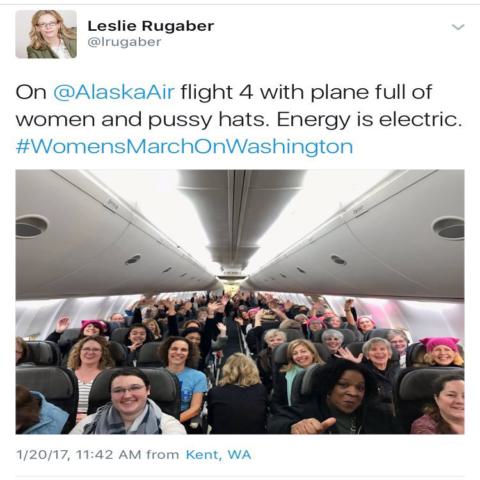 Leslie Rugaber
@lrugaber
On @AlaskaAir flight 4 with plane full of
women and pussy hats. Energy is electric.
#WomensMarchOnWashington
1/20/17, 11:42 AM from Kent, WA